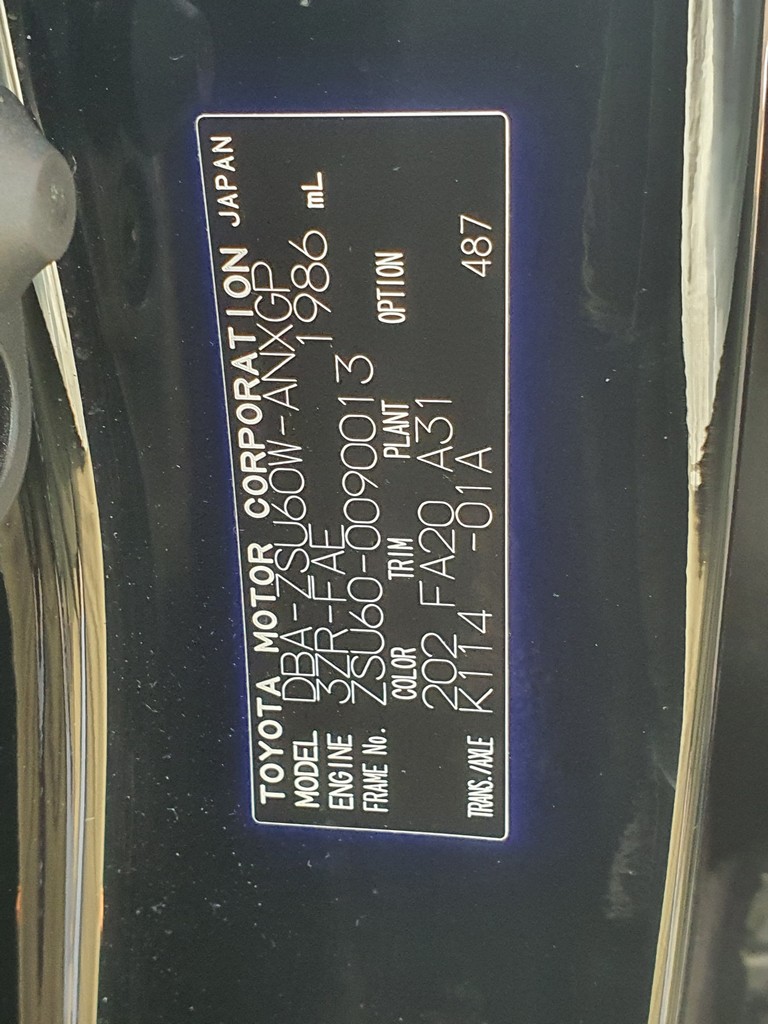 TOYOTA MOTOR CORPORATION JAPAN
MODEL DBA-ZSU60W-ANXGP
ENGINE 3ZR-FAE 1986 mL
FRAME No. ZSU60-0090013
COLOR TRIM PLANT OPTION
202 FA20 A31
TRANS./AXLE K114 -01A 487